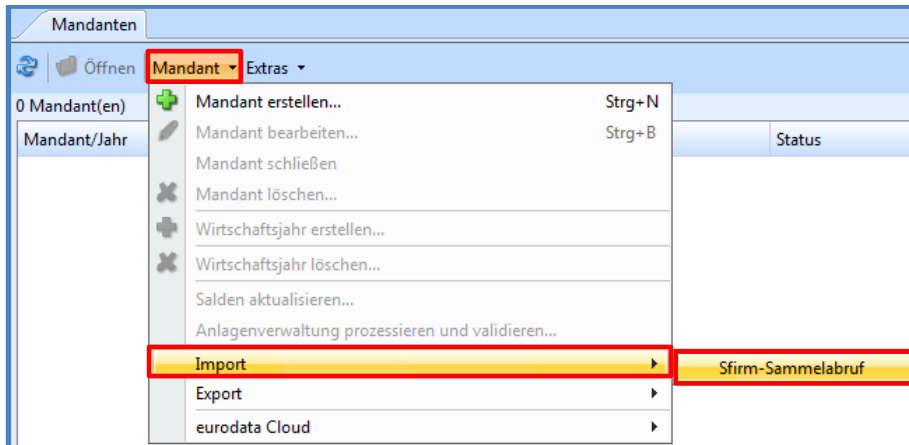 Mandanten
Öffnen Mandant Extras
0 Mandant(en)
Mandant/Jahr Status
Mandant erstellen... Strg+N
Mandant bearbeiten... Strg+B
Mandant schließen
Mandant löschen...
Wirtschaftsjahr erstellen...
Wirtschaftsjahr löschen...
Salden aktualisieren...
Anlagenverwaltung prozessieren und validieren...
Import Sfirm-Sammelabruf
Export
eurodata Cloud